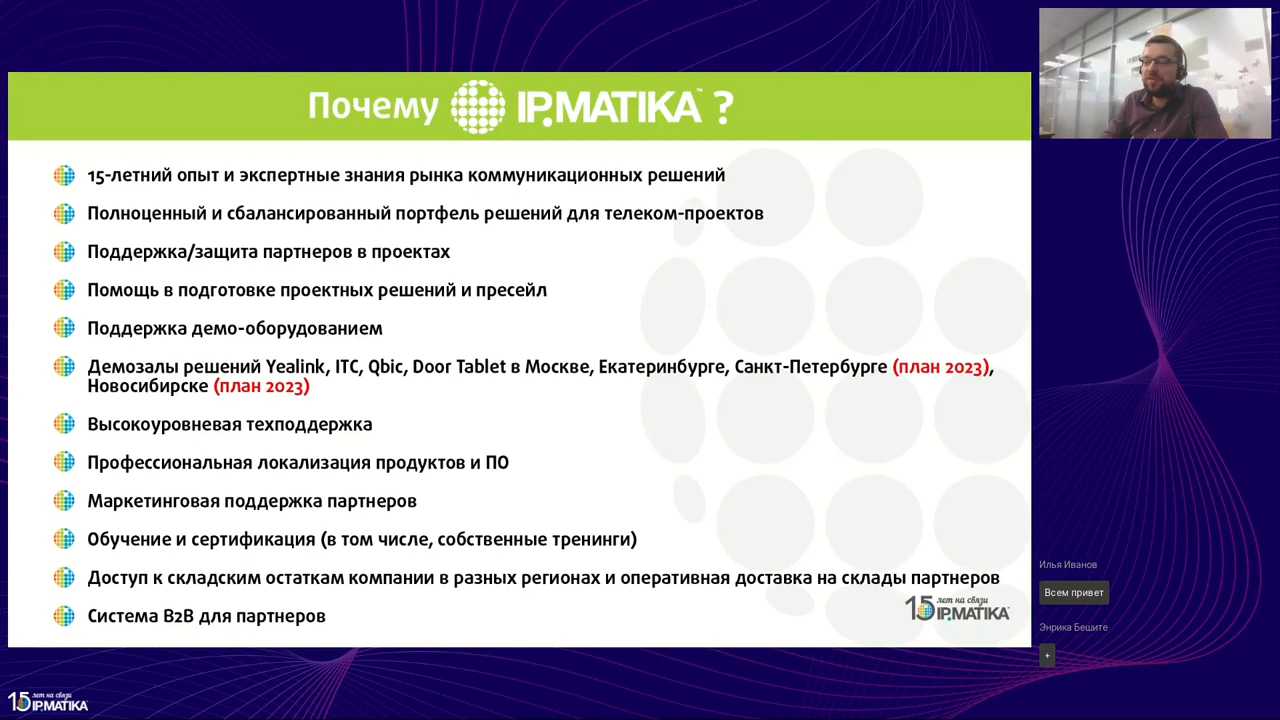 Почему IP.MATIKA™ ?
15-летний опыт и экспертные знания рынка коммуникационных решений
Полноценный и сбалансированный портфель решений для телеком-проектов
Поддержка/защита партнеров в проектах
Помощь в подготовке проектных решений и пресейл
Поддержка демо-оборудованием
Демозалы решений Yealink, ITC, Qbic, Door Tablet в Москве, Екатеринбурге, Санкт-Петербурге (план 2023),
Новосибирске (план 2023)
Высокоуровневая техподдержка
Профессиональная локализация продуктов и ПО
Маркетинговая поддержка партнеров
Обучение и сертификация (в том числе, собственные тренинги)
Доступ к складским остаткам компании в разных регионах и оперативная доставка на склады партнеров
Система B2B для партнеров
15 лет на связи
IP.MATIKA
Илья Иванов
Всем привет
Энрика Бешите
+
15 лет на связи
IP.MATIKA